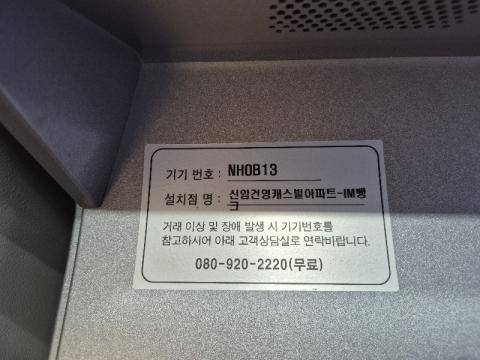 기기 번호 : NH0B13
설치점 명 : 신암건영캐스빌아파트-IM뱅
크
거래 이상 및 장애 발생 시 기기번호를
참고하시어 아래 고객상담실로 연락바랍니다.
080-920-2220(무료)